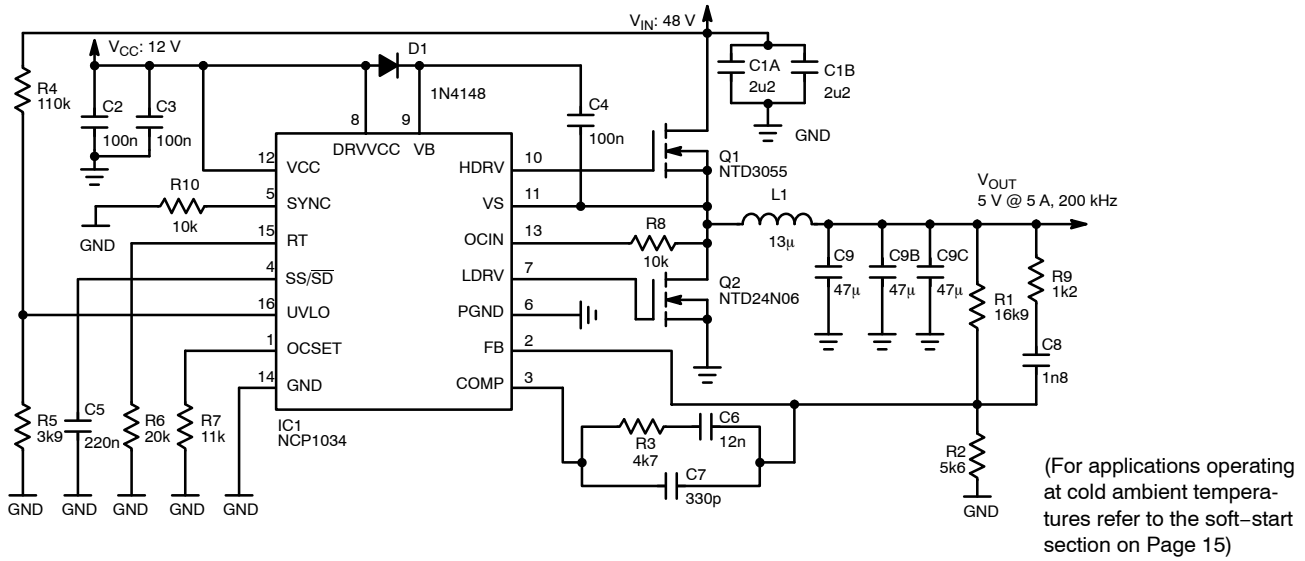 V_IN: 48 V
V_CC: 12 V
D1
1N4148
R4
110k
C2
100n
C3
100n
C4
100n
C1A
2u2
C1B
2u2
GND
8
9
DRVVCC
VB
12
VCC
HDRV
10
Q1
NTD3055
R10
10k
GND
5
SYNC
VS
11
15
RT
OCIN
13
R8
10k
L1
13μ
V_OUT
5 V @ 5 A, 200 kHz
4
SS/S̅D̅
LDRV
7
Q2
NTD24N06
C9
47μ
C9B
47μ
C9C
47μ
R1
16k9
R9
1k2
16
UVLO
PGND
6
1
OCSET
FB
2
C8
1n8
14
GND
COMP
3
IC1
NCP1034
R5
3k9
C5
220n
R6
20k
R7
11k
R3
4k7
C6
12n
C7
330p
R2
5k6
GND
GND
GND
GND
GND
GND
(For applications operating
at cold ambient tempera-
tures refer to the soft-start
section on Page 15)